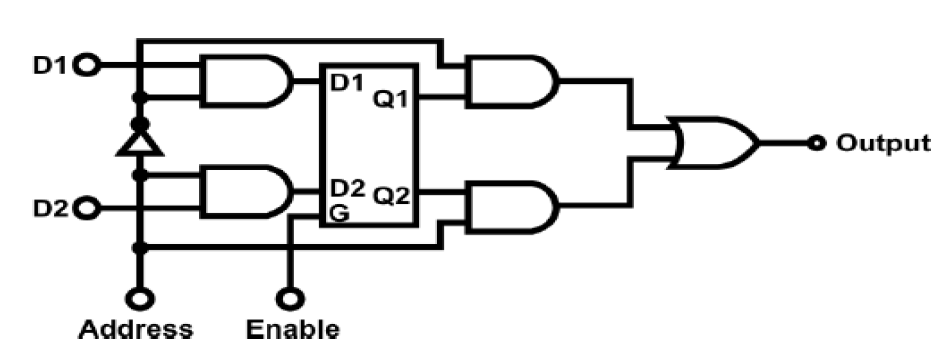 D1
D1
Q1
Output
D2
Q2
D2
G
Address
Enable